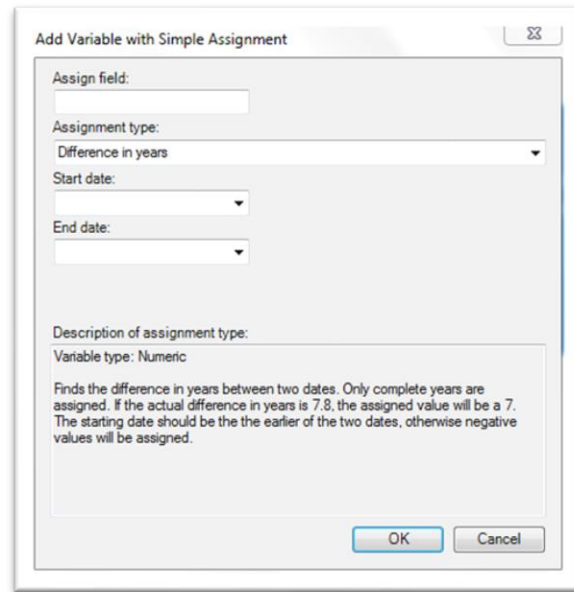 Add Variable with Simple Assignment
Assign field:
Assignment type:
Difference in years
Start date:
End date:
Description of assignment type:
Variable type: Numeric
Finds the difference in years between two dates. Only complete years are
assigned. If the actual difference in years is 7.8, the assigned value will be a 7.
The starting date should be the the earlier of the two dates, otherwise negative
values will be assigned.
OK
Cancel